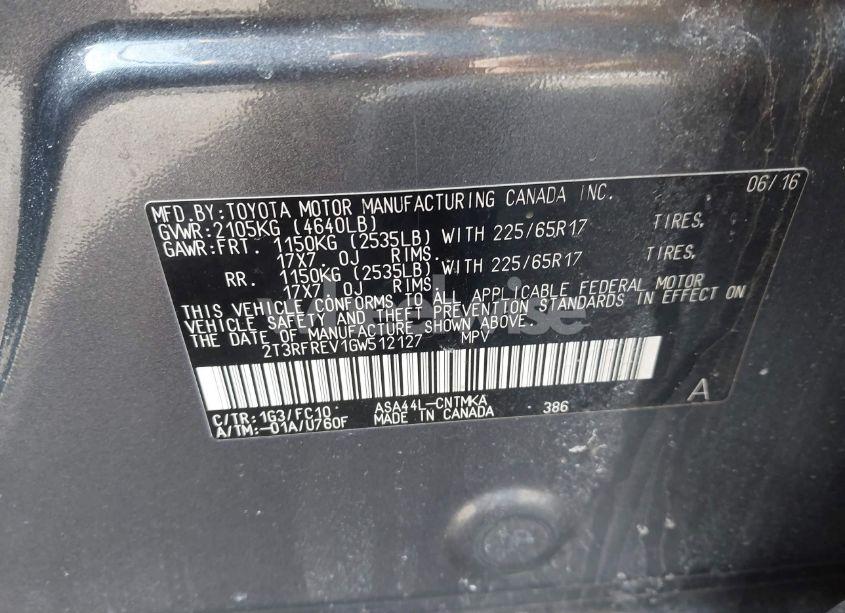 MFD.BY:TOYOTA MOTOR MANUFACTURING CANADA INC. 06/16
GVWR:2105KG (4640LB)
GAWR:FRT. 1150KG (2535LB) WITH 225/65R17 TIRES,
17X7.0J RIMS.
RR. 1150KG (2535LB) WITH 225/65R17 TIRES,
17X7.0J RIMS.
THIS VEHICLE CONFORMS TO ALL APPLICABLE FEDERAL MOTOR
VEHICLE SAFETY AND THEFT PREVENTION STANDARDS IN EFFECT ON
THE DATE OF MANUFACTURE SHOWN ABOVE.
2T3RFREV1GW512127 MPV
C/TR:1G3/FC10 ASA44L-CNTMKA 386 A
A/TM:-01A/U760F MADE IN CANADA